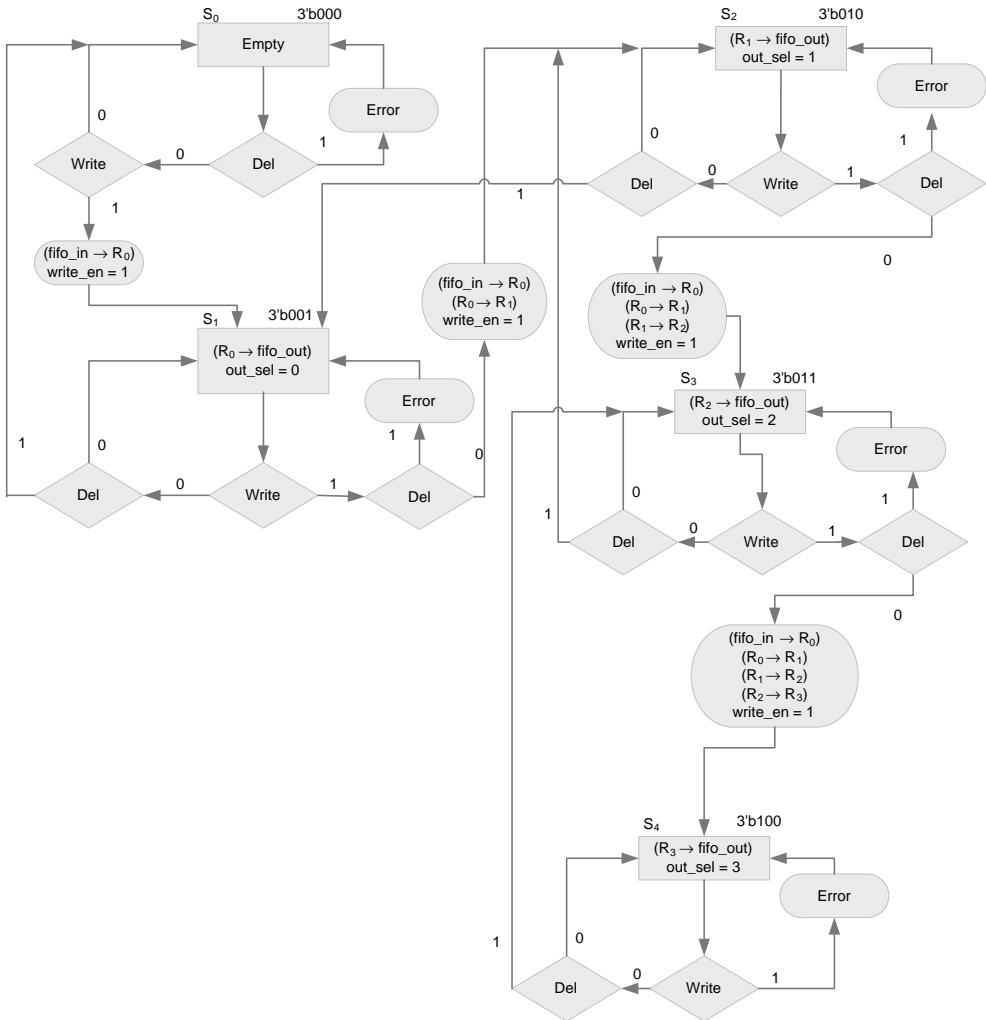 S0 3'b000
Empty
Error
0
1
0
Write
Del
1
(fifo_in → R0)
write_en = 1
S1 3'b001
(R0 → fifo_out)
out_sel = 0
Error
1
0
1
0
0
1
Del
Write
Del
(fifo_in → R0)
(R0 → R1)
write_en = 1
1
S2 3'b010
(R1 → fifo_out)
out_sel = 1
Error
0
1
0
1
Del
Write
Del
0
(fifo_in → R0)
(R0 → R1)
(R1 → R2)
write_en = 1
S3 3'b011
(R2 → fifo_out)
out_sel = 2
Error
0
1
1
0
1
Del
Write
Del
0
(fifo_in → R0)
(R0 → R1)
(R1 → R2)
(R2 → R3)
write_en = 1
S4 3'b100
(R3 → fifo_out)
out_sel = 3
Error
1
0
0
1
Del
Write